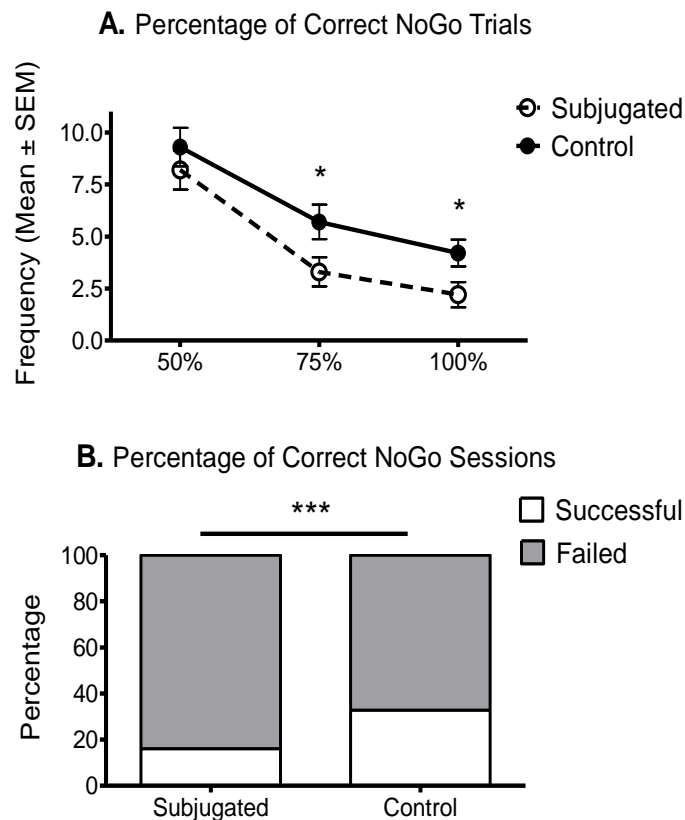 A. Percentage of Correct NoGo Trials
Subjugated
Control
Frequency (Mean ± SEM)
10.0
7.5
5.0
2.5
0.0
*
*
50% 75% 100%
B. Percentage of Correct NoGo Sessions
Successful
Failed
***
Percentage
100
80
60
40
20
0
Subjugated Control